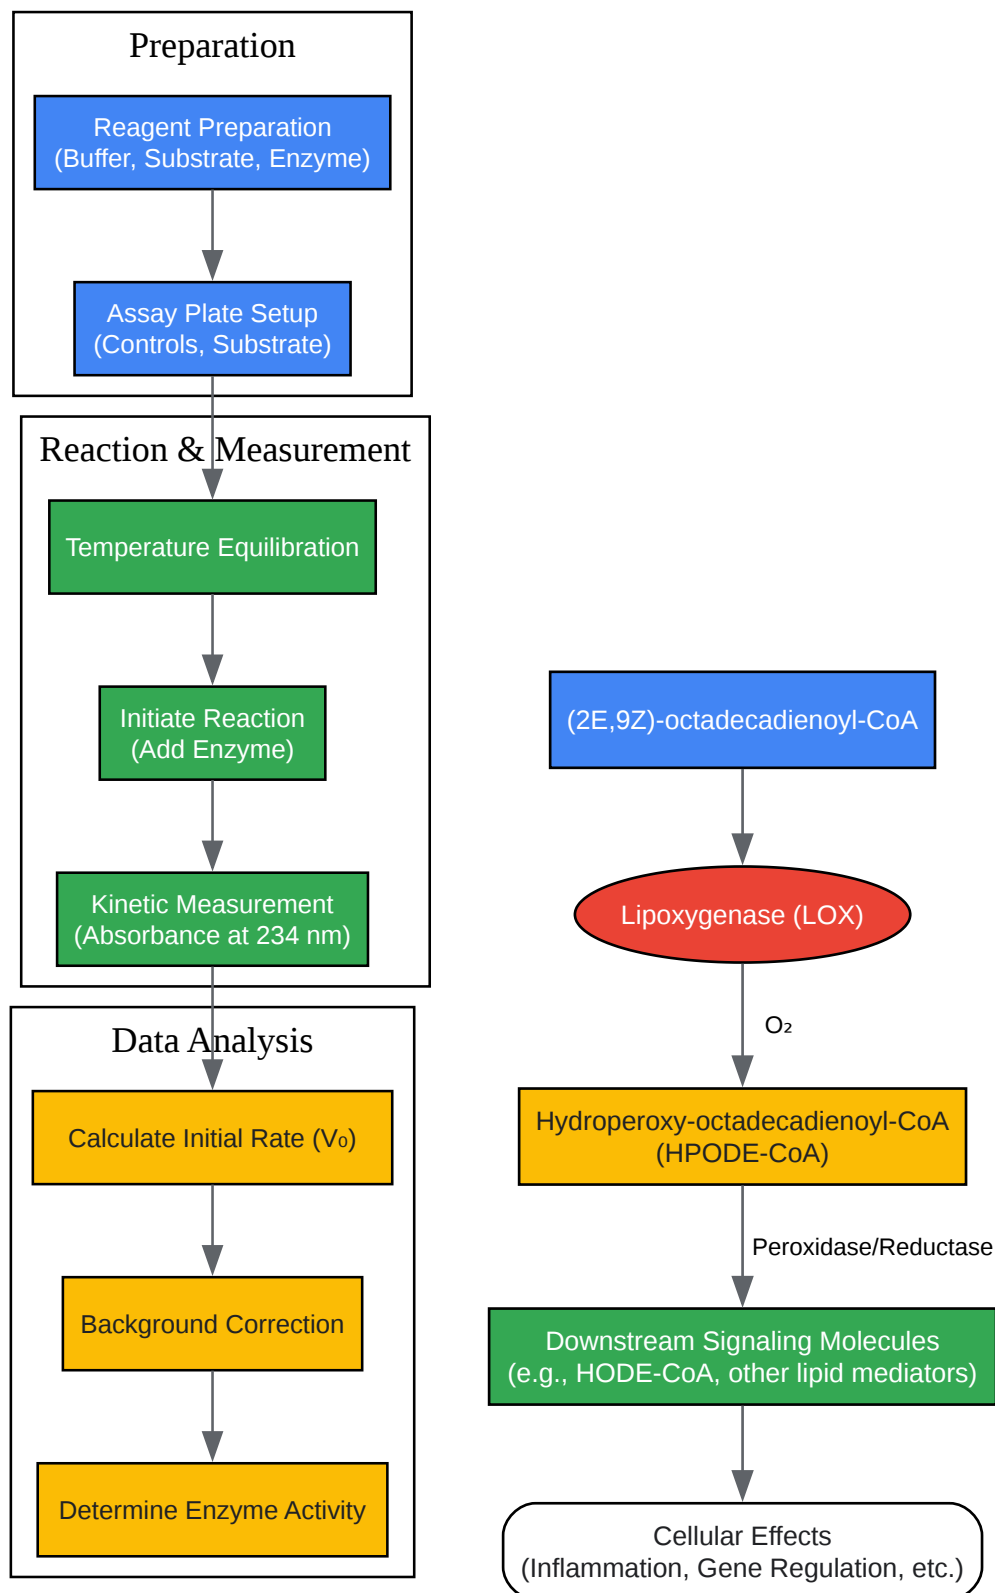 Preparation
Reagent Preparation
(Buffer, Substrate, Enzyme)
Assay Plate Setup
(Controls, Substrate)
Reaction & Measurement
Temperature Equilibration
Initiate Reaction
(Add Enzyme)
Kinetic Measurement
(Absorbance at 234 nm)
Data Analysis
Calculate Initial Rate (V₀)
Background Correction
Determine Enzyme Activity
(2E,9Z)-octadecadienoyl-CoA
Lipoxygenase (LOX)
O₂
Hydroperoxy-octadecadienoyl-CoA
(HPODE-CoA)
Peroxidase/Reductase
Downstream Signaling Molecules
(e.g., HODE-CoA, other lipid mediators)
Cellular Effects
(Inflammation, Gene Regulation, etc.)